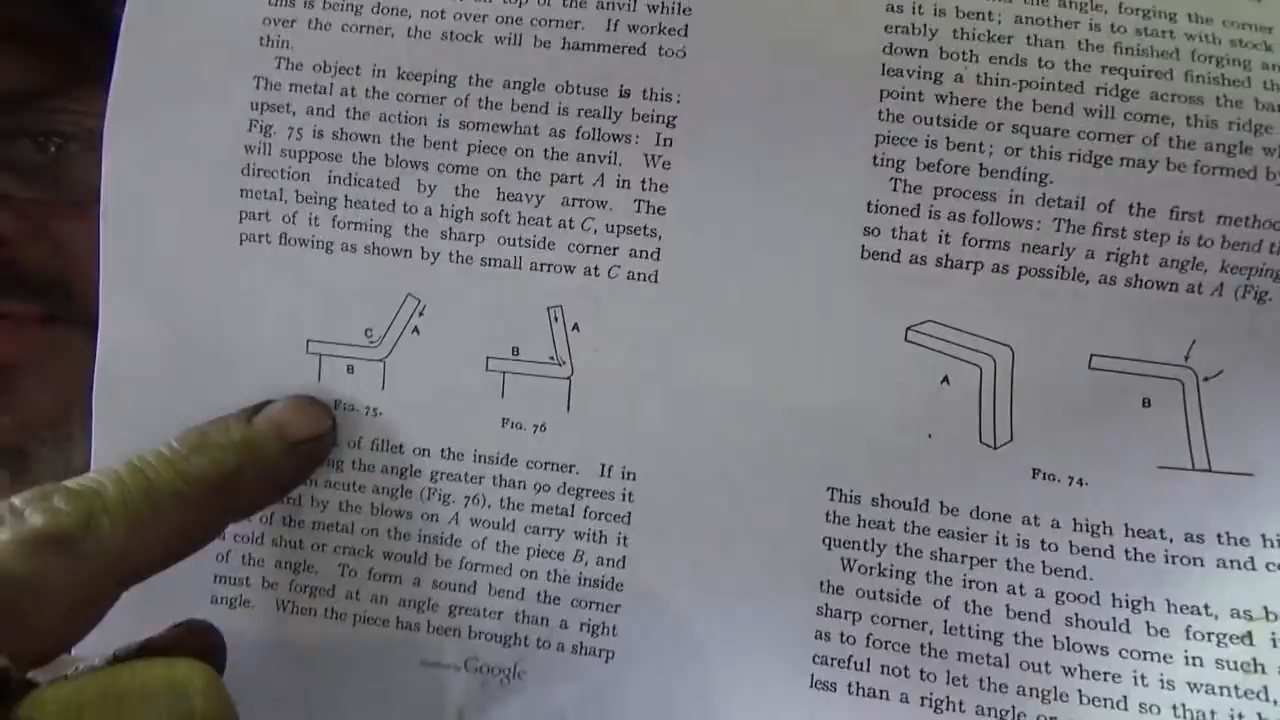 top of the anvil while
this is being done, not over one corner. If worked
over the corner, the stock will be hammered too
thin.
The object in keeping the angle obtuse is this:
The metal at the corner of the bend is really being
upset, and the action is somewhat as follows: In
Fig. 75 is shown the bent piece on the anvil. We
will suppose the blows come on the part A in the
direction indicated by the heavy arrow. The
metal, being heated to a high soft heat at C, upsets,
part of it forming the sharp outside corner and
part flowing as shown by the small arrow at C and
C
A
B
FIG. 75.
B
A
FIG. 76
of fillet on the inside corner. If in
the angle greater than 90 degrees it
acute angle (Fig. 76), the metal forced
by the blows on A would carry with it
of the metal on the inside of the piece B, and
cold shut or crack would be formed on the inside
of the angle. To form a sound bend the corner
must be forged at an angle greater than a right
angle. When the piece has been brought to a sharp
Google
the angle, forging the corner
as it is bent; another is to start with stock
erably thicker than the finished forging an
down both ends to the required finished th
leaving a thin-pointed ridge across the ba
point where the bend will come, this ridge
the outside or square corner of the angle w
piece is bent; or this ridge may be formed b
ting before bending.
The process in detail of the first method
tioned is as follows: The first step is to bend t
so that it forms nearly a right angle, keeping
bend as sharp as possible, as shown at A (Fig.
A
B
FIG. 74.
This should be done at a high heat, as the hi
the heat the easier it is to bend the iron and c
quently the sharper the bend.
Working the iron at a good high heat, as b
the outside of the bend should be forged i
sharp corner, letting the blows come in such
as to force the metal out where it is wanted,
careful not to let the angle bend so that it b
less than a right angle or